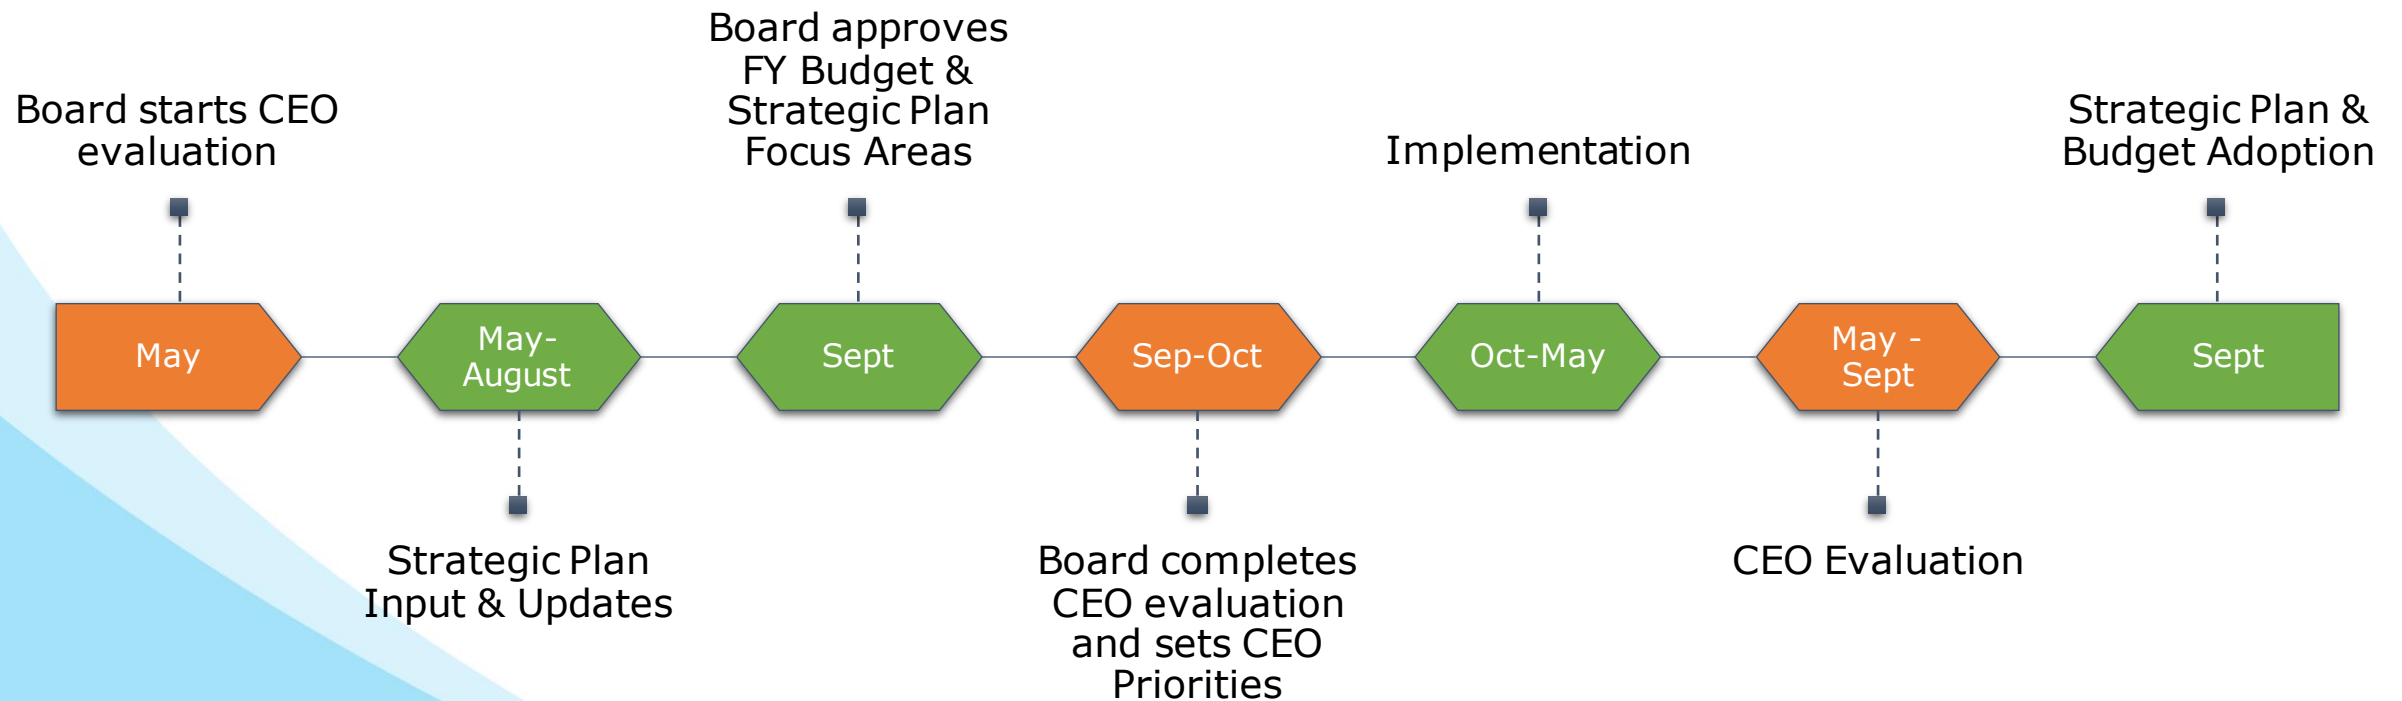 Board starts CEO
evaluation
Board approves
FY Budget &
Strategic Plan
Focus Areas
Implementation
Strategic Plan &
Budget Adoption
May
May-
August
Sept
Sep-Oct
Oct-May
May -
Sept
Sept
Strategic Plan
Input & Updates
Board completes
CEO evaluation
and sets CEO
Priorities
CEO Evaluation